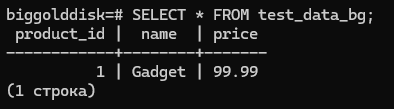 biggolddisk=# SELECT * FROM test_data_bg;
 product_id |  name  | price
------------+--------+-------
          1 | Gadget | 99.99
(1 строка)